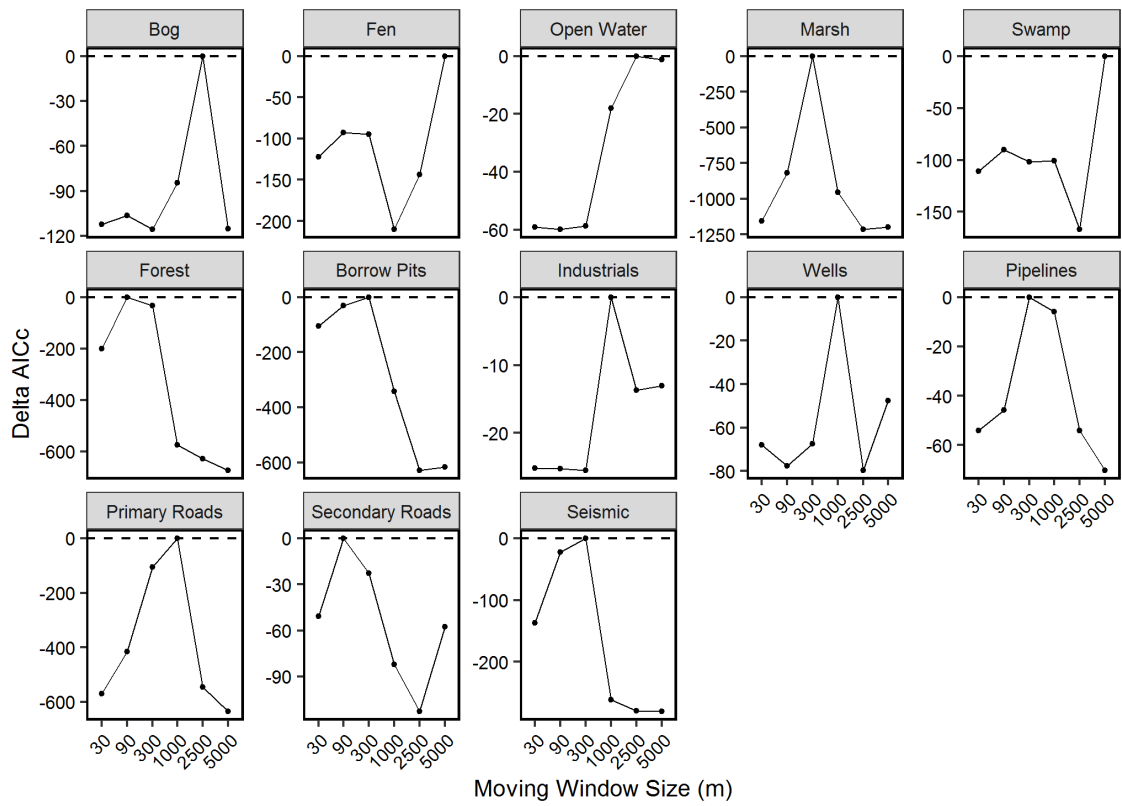 Bog Fen Open Water Marsh Swamp
0 0 0 0 0
-30 -50 -20 -250 -50
-60 -100 -40 -500 -100
-90 -150 -60 -750 -150
-120 -200 -1000
-1250
Forest Borrow Pits Industrials Wells Pipelines
0 0 0 0 0
-200 -200 -10 -20 -20
-400 -400 -20 -40 -40
-600 -600 -60 -60
-80
30 90 300 1000 2500 5000 30 90 300 1000 2500 5000
Primary Roads Secondary Roads Seismic
0 0 0
-200 -30 -100
-400 -60 -200
-600 -90
30 90 300 1000 2500 5000 30 90 300 1000 2500 5000 30 90 300 1000 2500 5000
Delta AICc
Moving Window Size (m)